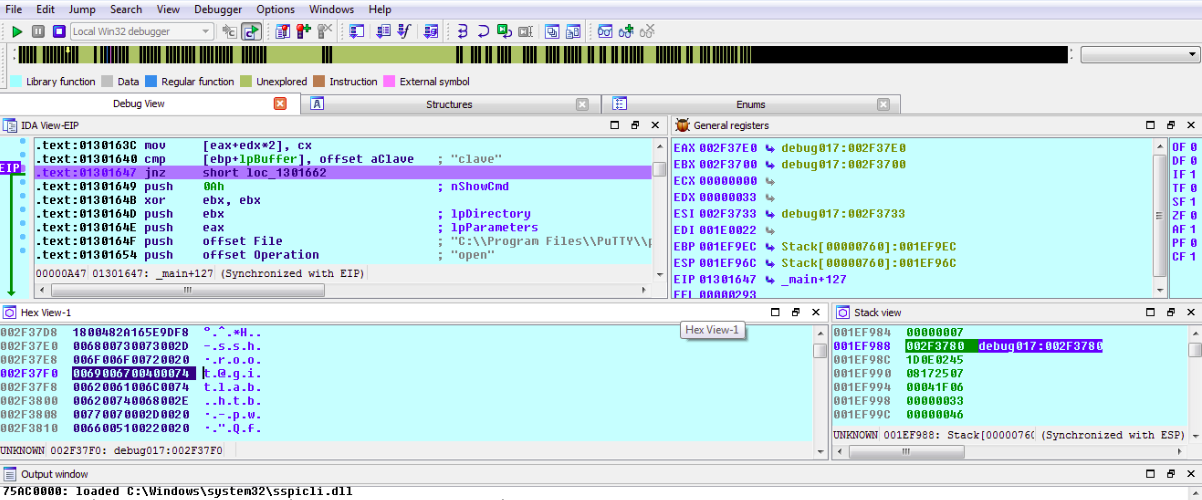 File Edit Jump Search View Debugger Options Windows Help
Local Win32 debugger
Library function Data Regular function Unexplored Instruction External symbol
Debug View Structures Enums
IDA View-EIP General registers
.text:0130163C mov [eax+edx*2], cx
.text:01301640 cmp [ebp+lpBuffer], offset aClave ; "clave"
EIP .text:01301647 jnz short loc_1301662
.text:01301649 push 0Ah ; nShowCmd
.text:0130164B xor ebx, ebx
.text:0130164D push ebx ; lpDirectory
.text:0130164E push eax ; lpParameters
.text:0130164F push offset File ; "C:\\Program Files\\PuTTY\\p
.text:01301654 push offset Operation ; "open"
00000A47 01301647: _main+127 (Synchronized with EIP)
EAX 002F37E0 debug017:002F37E0
EBX 002F3700 debug017:002F3700
ECX 00000000
EDX 00000033
ESI 002F3733 debug017:002F3733
EDI 001E0022
EBP 001EF9EC Stack[00000760]:001EF9EC
ESP 001EF96C Stack[00000760]:001EF96C
EIP 01301647 _main+127
EFL 00000293
OF 0
DF 0
IF 1
TF 0
SF 1
ZF 0
AF 1
PF 0
CF 1
Hex View-1
002F37D8 1800482A165E9DF8 °.^.*H..
002F37E0 006800730073002D -.s.s.h.
002F37E8 006F006F00720020 .r.o.o.
002F37F0 0069006700400074 t.@.g.i.
002F37F8 00620061006C0074 t.l.a.b.
002F3800 006200740068002E ..h.t.b.
002F3808 00770070002D0020 .-.p.w.
002F3810 0066005100220020 .".Q.f.
UNKNOWN 002F37F0: debug017:002F37F0
Hex View-1
Stack view
001EF984 00000007
001EF988 002F3780 debug017:002F3780
001EF98C 1D0E0245
001EF990 08172507
001EF994 00041F06
001EF998 00000033
001EF99C 00000046
UNKNOWN 001EF988: Stack[0000076( (Synchronized with ESP)
Output window
75AC0000: loaded C:\Windows\system32\sspicli.dll